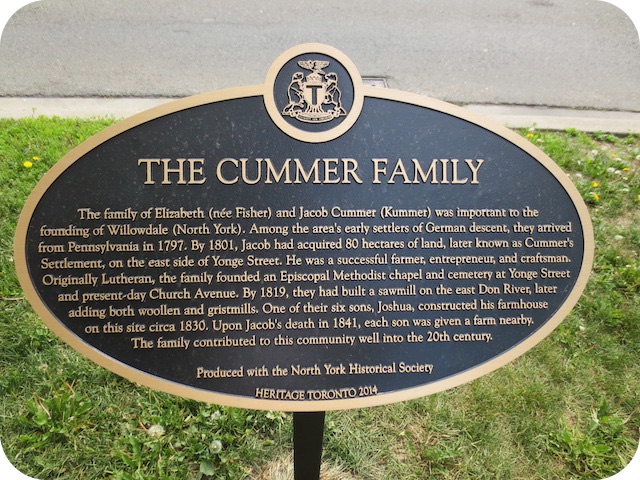 T
THE CUMMER FAMILY
The family of Elizabeth (née Fisher) and Jacob Cummer (Kummer) was important to the
founding of Willowdale (North York). Among the area's early settlers of German descent, they arrived
from Pennsylvania in 1797. By 1801, Jacob had acquired 80 hectares of land, later known as Cummer's
Settlement, on the east side of Yonge Street. He was a successful farmer, entrepreneur, and craftsman.
Originally Lutheran, the family founded an Episcopal Methodist chapel and cemetery at Yonge Street
and present-day Church Avenue. By 1819, they had built a sawmill on the east Don River, later
adding both woollen and gristmills. One of their six sons, Joshua, constructed his farmhouse
on this site circa 1830. Upon Jacob's death in 1841, each son was given a farm nearby.
The family contributed to this community well into the 20th century.
Produced with the North York Historical Society
HERITAGE TORONTO 2014